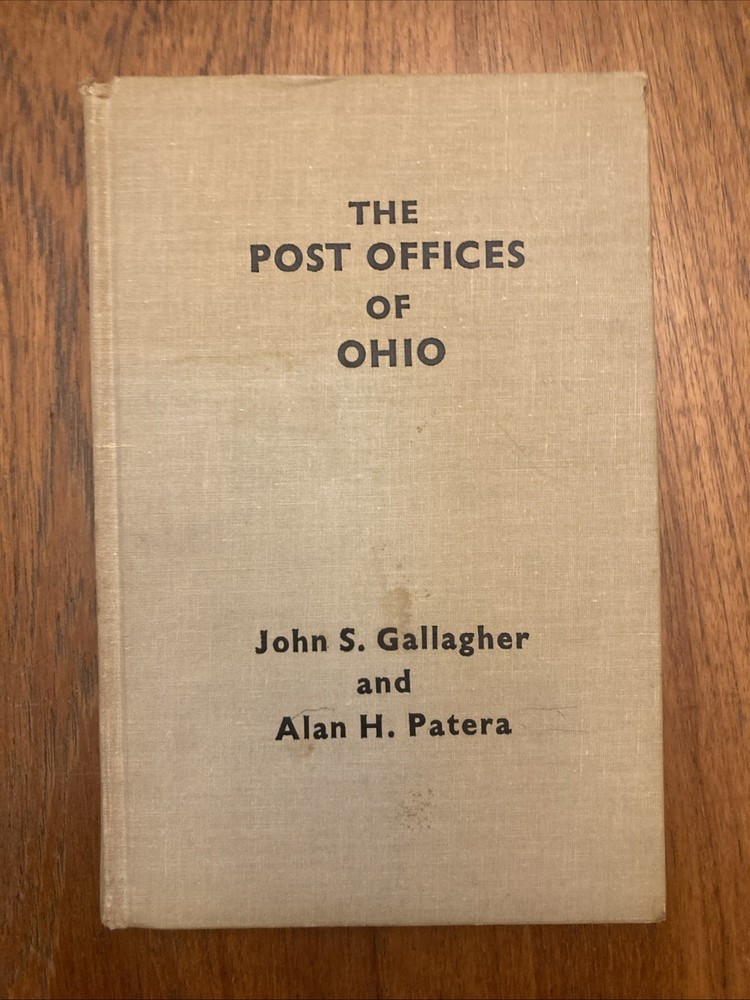 THE
POST OFFICES
OF
OHIO
John S. Gallagher
and
Alan H. Patera